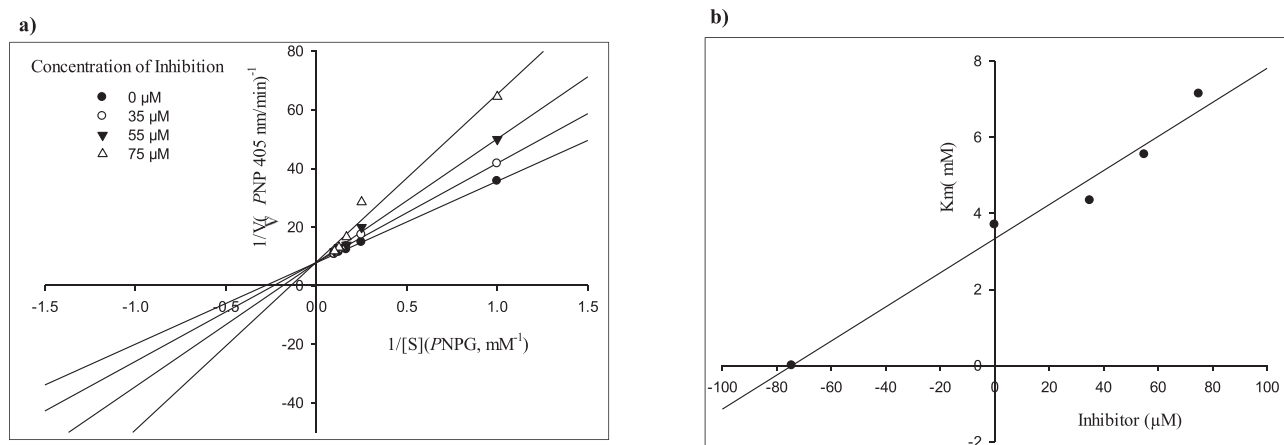 a)
Concentration of Inhibition
0 µM
35 µM
55 µM
75 µM
1/V( PNP 405 nm/min)-1
80
60
40
20
0
-20
-40
-1.5 -1.0 -0.5 0.0 0.5 1.0 1.5
1/[S](PNPG, mM-1)
b)
Km( mM)
8
6
4
2
0
-2
-100 -80 -60 -40 -20 0 20 40 60 80 100
Inhibitor (µM)